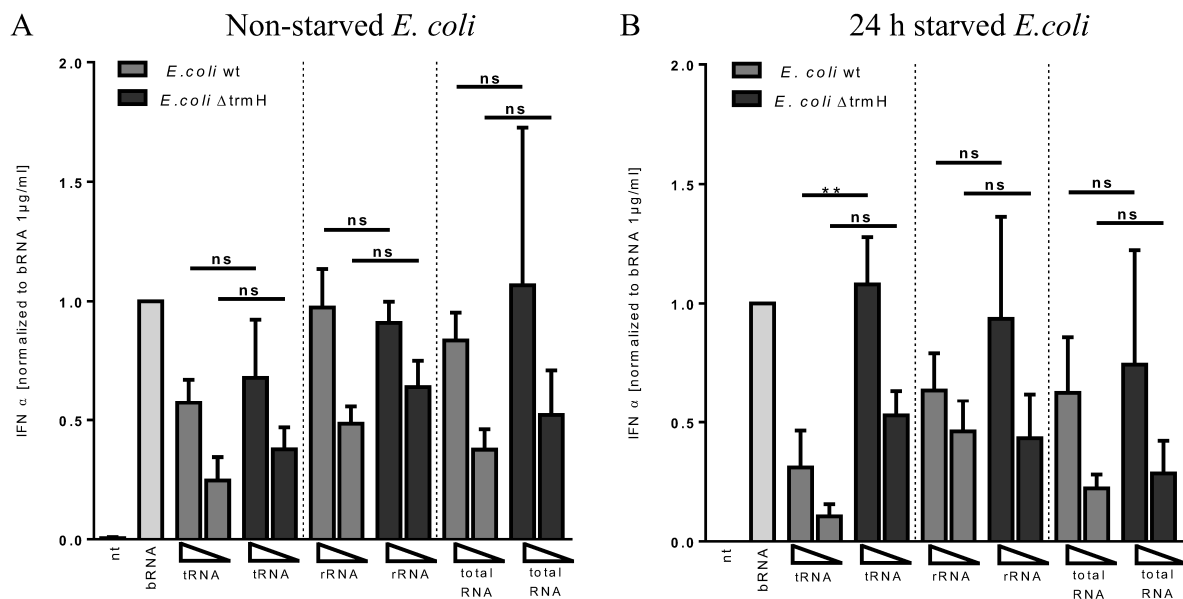 A
Non-starved E. coli
IFN α [normalized to bRNA 1µg/ml]
2.0
1.5
1.0
0.5
0.0
E.coli wt
E.coli ΔtrmH
ns
ns
ns
ns
ns
ns
nt
bRNA
tRNA
tRNA
rRNA
rRNA
total
RNA
total
RNA
B
24 h starved E.coli
IFN α [normalized to bRNA 1µg/ml]
2.0
1.5
1.0
0.5
0.0
E. coli wt
E. coli ΔtrmH
**
ns
ns
ns
ns
ns
nt
bRNA
tRNA
tRNA
rRNA
rRNA
total
RNA
total
RNA